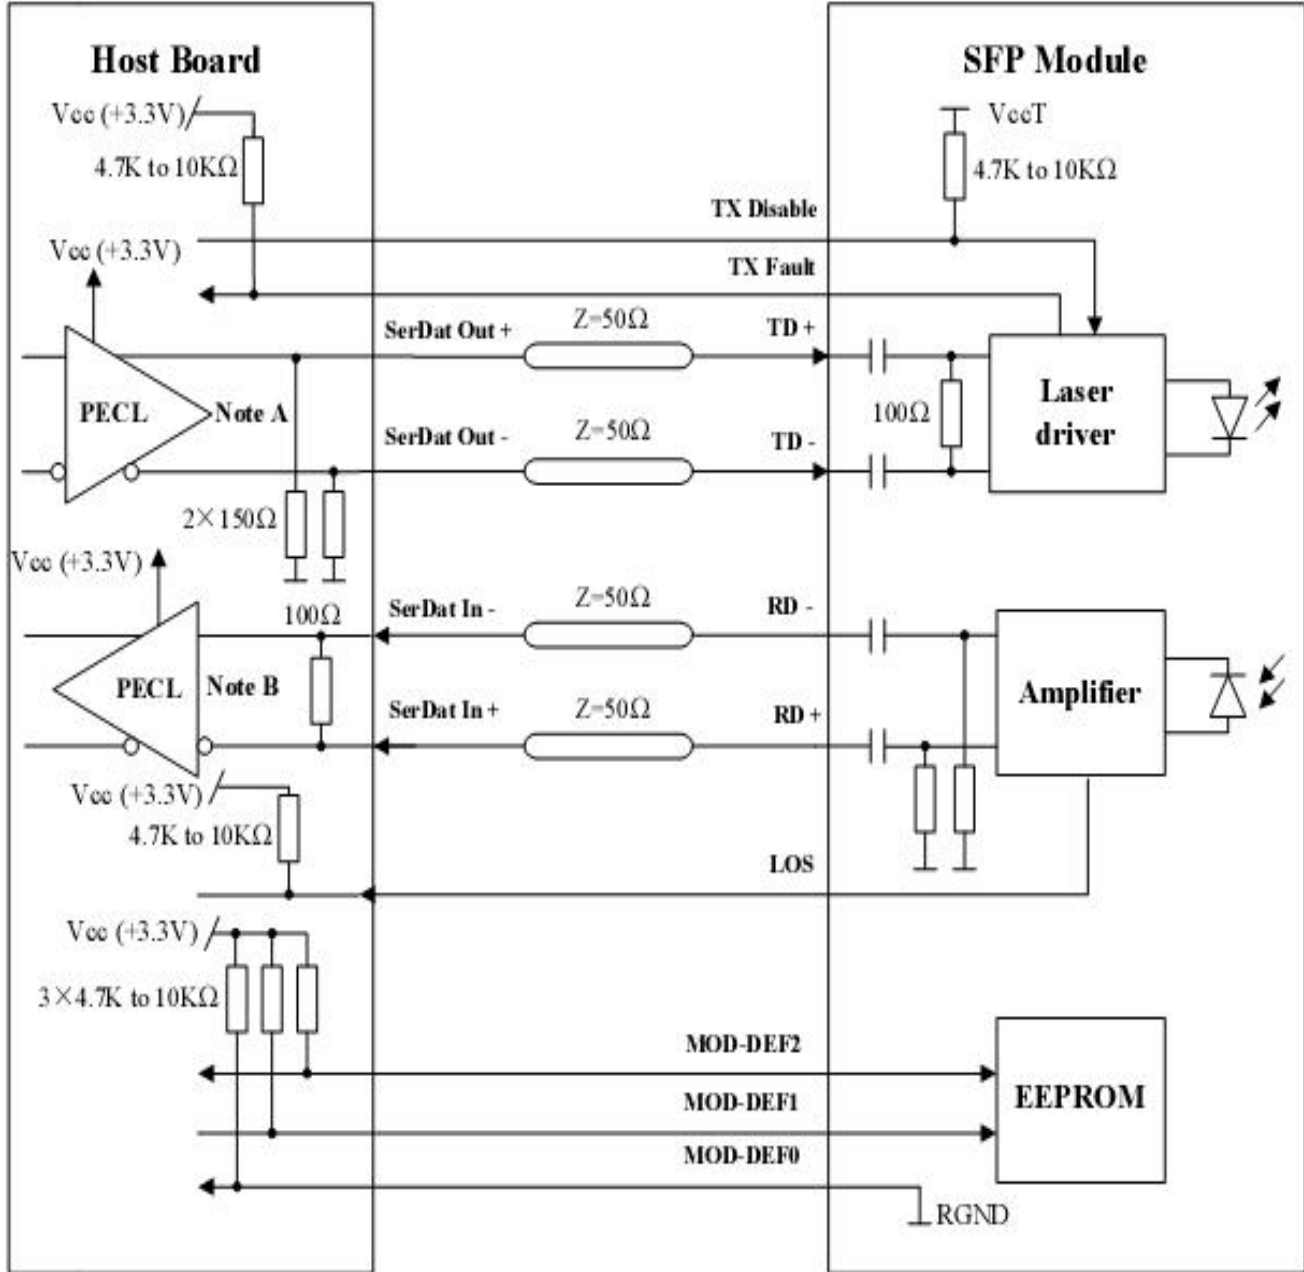 Host Board
SFP Module
Vcc (+3.3V)
VccT
4.7K to 10KΩ
4.7K to 10KΩ
TX Disable
Vcc (+3.3V)
TX Fault
SerDat Out +
Z=50Ω
TD +
PECL
Note A
100Ω
Laser
driver
SerDat Out -
Z=50Ω
TD -
2×150Ω
Vcc (+3.3V)
100Ω
SerDat In -
Z=50Ω
RD -
PECL
Note B
Amplifier
SerDat In +
Z=50Ω
RD +
Vcc (+3.3V)
4.7K to 10KΩ
LOS
Vcc (+3.3V)
3×4.7K to 10KΩ
MOD-DEF2
EEPROM
MOD-DEF1
MOD-DEF0
RGND